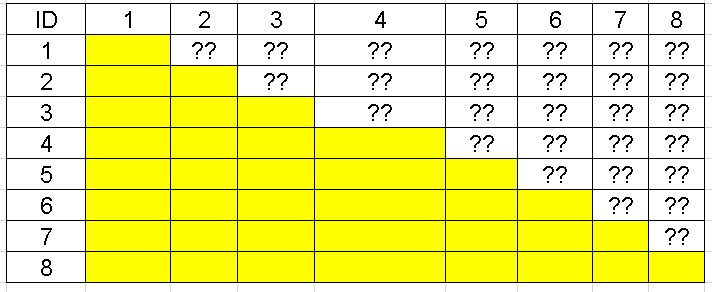 ID 1 2 3 4 5 6 7 8
1 ?? ?? ?? ?? ?? ?? ??
2 ?? ?? ?? ?? ?? ??
3 ?? ?? ?? ?? ??
4 ?? ?? ?? ??
5 ?? ?? ??
6 ?? ??
7 ??
8